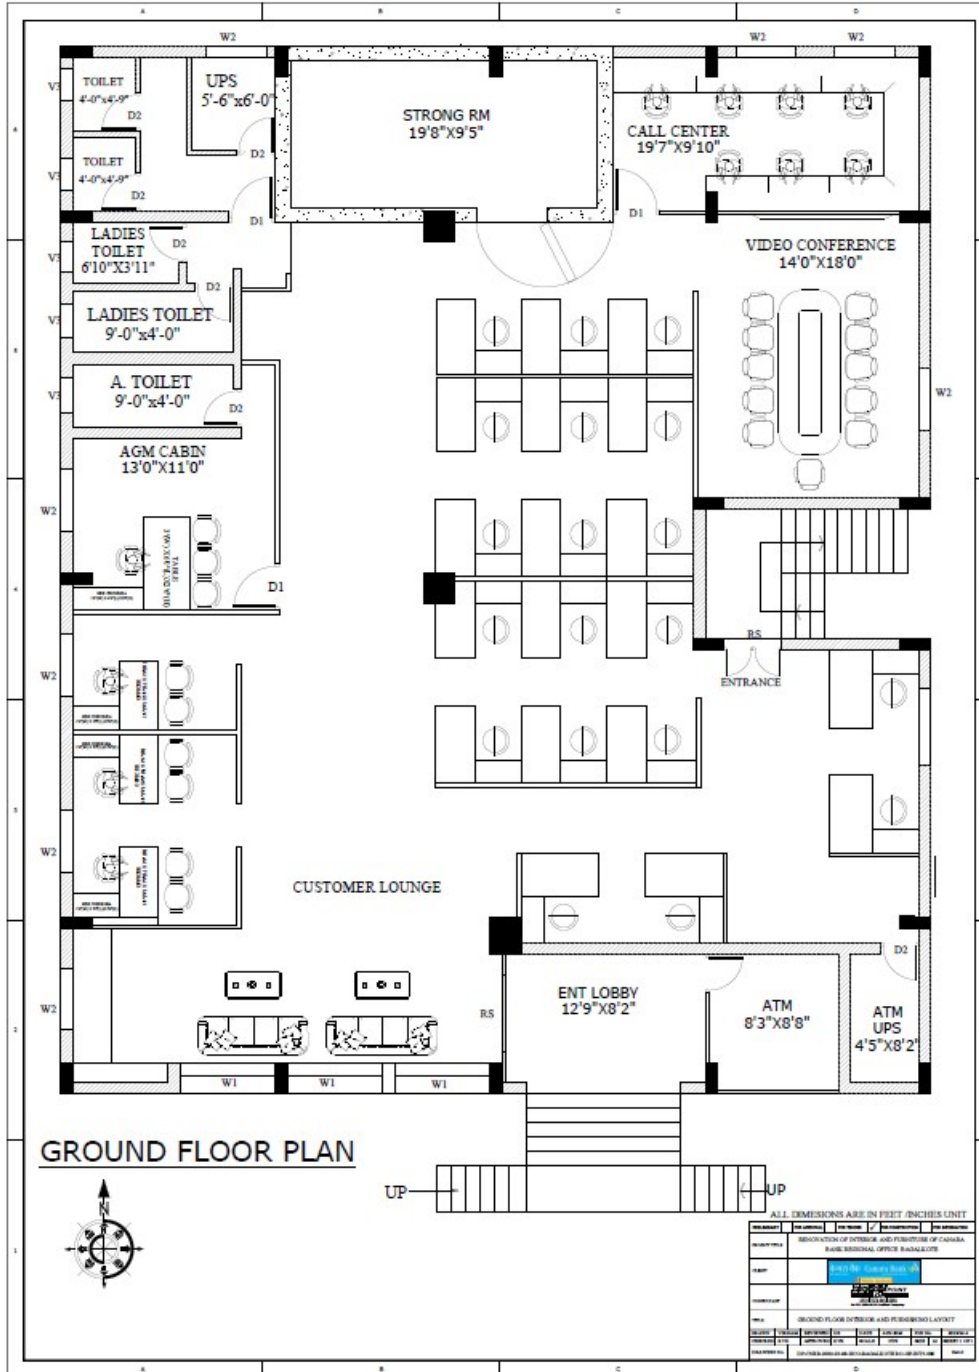 A
B
C
D
W2
W2
W2
TOILET
4'-0"x4'-9"
D2
UPS
5'-6"x6'-0"
D2
STRONG RM
19'8"X9'5"
CALL CENTER
19'7"X9'10"
V3
V3
TOILET
4'-0"x4'-9"
D2
D1
D1
LADIES
TOILET
6'10"X3'11"
D2
V3
VIDEO CONFERENCE
14'0"X18'0"
D2
LADIES TOILET
9'-0"x4'-0"
V3
A. TOILET
9'-0"x4'-0"
V3
D2
W2
AGM CABIN
13'0"X11'0"
W2
TABLE
D1
RS
ENTRANCE
W2
W2
CUSTOMER LOUNGE
D2
W2
RS
ENT LOBBY
12'9"X8'2"
ATM
8'3"X8'8"
ATM
UPS
4'5"X8'2"
W1
W1
W1
GROUND FLOOR PLAN
UP
UP
N
ALL DIMESIONS ARE IN FEET /INCHES UNIT
RENOVATION OF INTERIOR AND FURNITURE OF CANARA
BANK REGIONAL OFFICE BAGALKOTE
Canara Bank
GROUND FLOOR INTERIOR AND FURNISHING LAYOUT
A
B
C
D